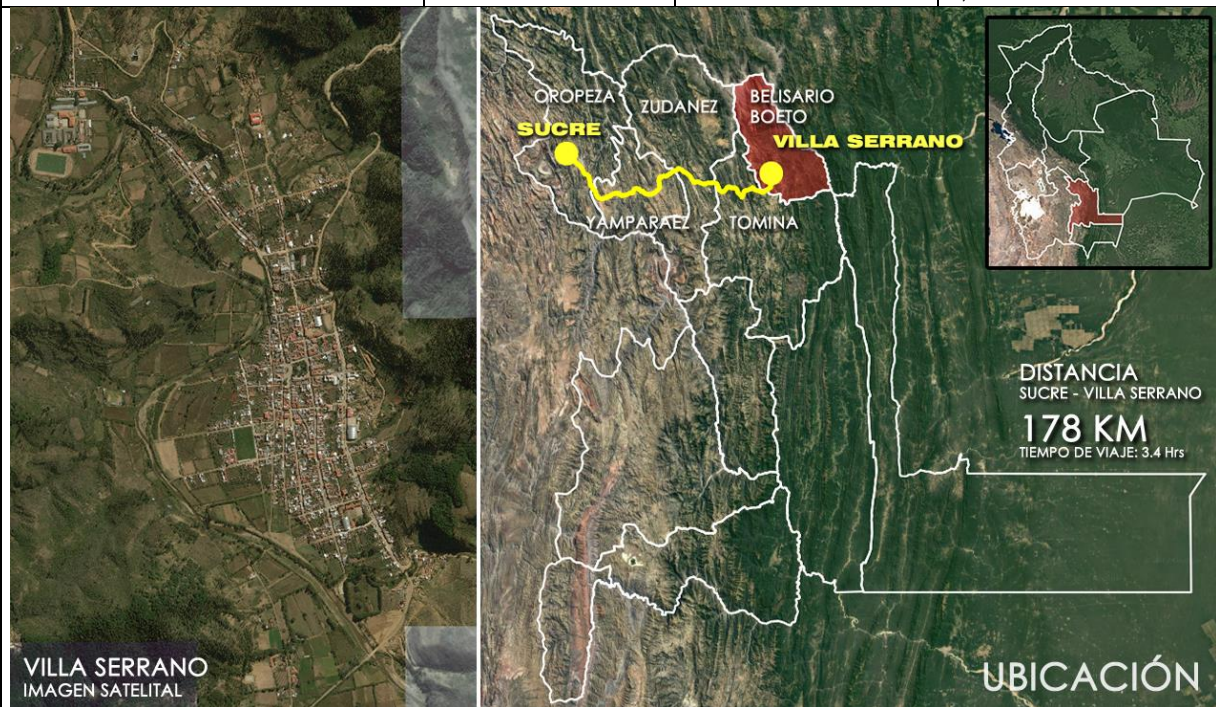 VILLA SERRANO
IMAGEN SATELITAL
OROPEZA
ZUDANEZ
BELISARIO
BOETO
SUCRE
VILLA SERRANO
YAMPARAEZ
TOMINA
DISTANCIA
SUCRE - VILLA SERRANO
178 KM
TIEMPO DE VIAJE: 3.4 Hrs
UBICACIÓN